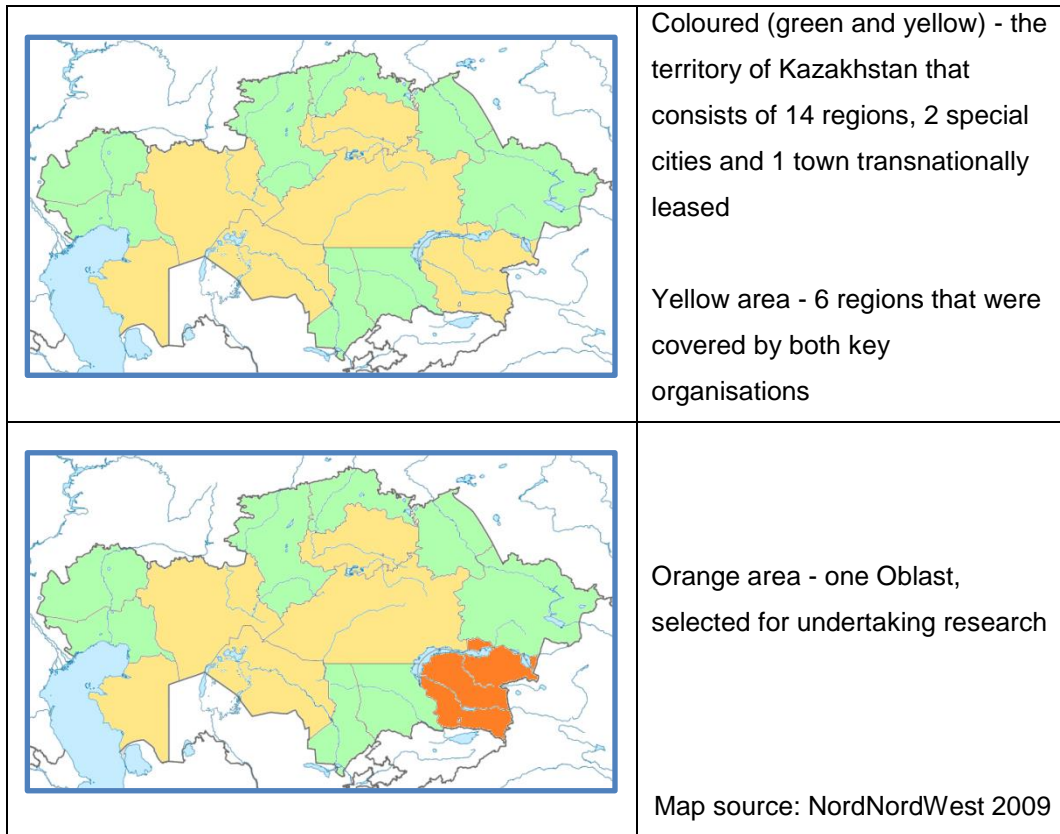 Coloured (green and yellow) - the
territory of Kazakhstan that
consists of 14 regions, 2 special
cities and 1 town transnationally
leased
Yellow area - 6 regions that were
covered by both key
organisations
Orange area - one Oblast,
selected for undertaking research
Map source: NordNordWest 2009